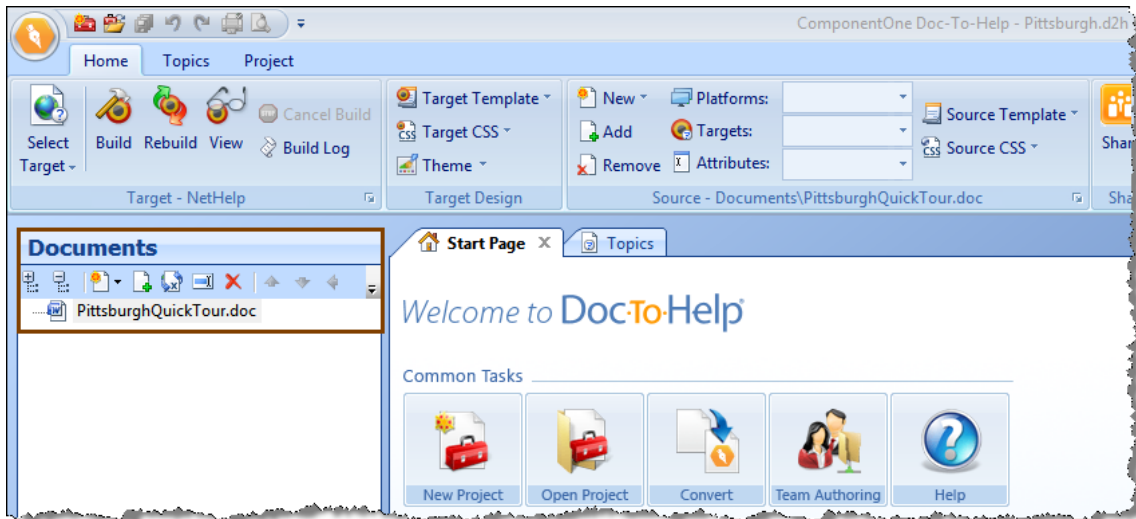 ComponentOne Doc-To-Help - Pittsburgh.d2h
Home Topics Project
Select Target
Build Rebuild View
Cancel Build
Build Log
Target - NetHelp
Target Template
Target CSS
Theme
Target Design
New
Add
Remove
Platforms:
Targets:
Attributes:
Source Template
Source CSS
Source - Documents\PittsburghQuickTour.doc
Shar
Sha
Documents
PittsburghQuickTour.doc
Start Page X Topics
Welcome to Doc-To-Help
Common Tasks
New Project Open Project Convert Team Authoring Help